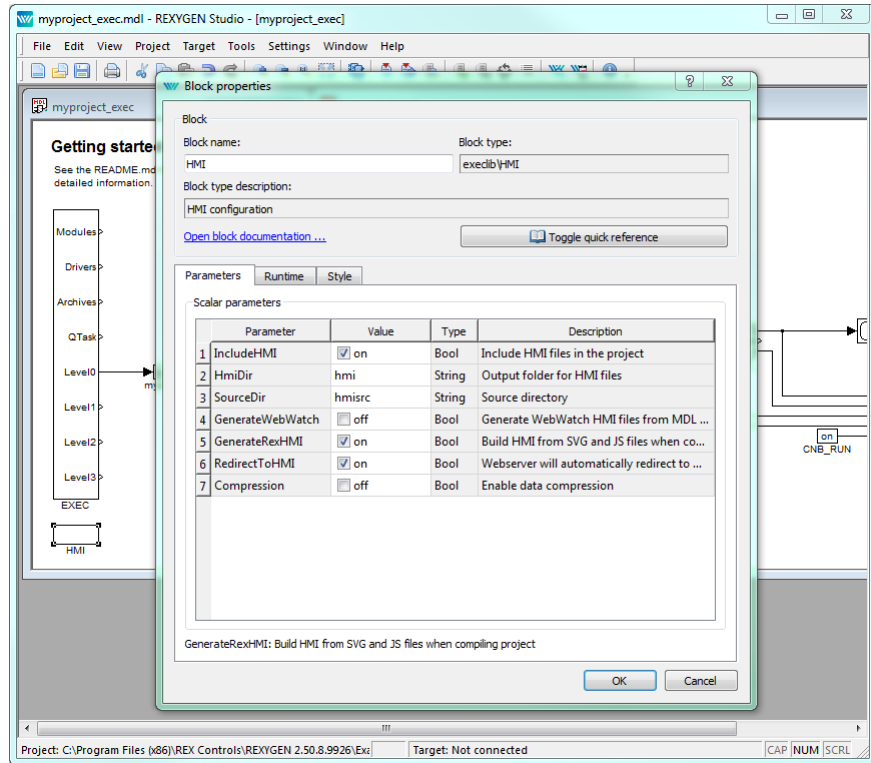 myproject_exec.mdl - REXYGEN Studio - [myproject_exec]
File Edit View Project Target Tools Settings Window Help
myproject_exec
Getting starte
See the README.md
detailed information.
Modules
Drivers
Archives
QTask
Level0
Level1
Level2
Level3
EXEC
HMI
my
on
CNB_RUN
Block properties
Block
Block name:
Block type:
HMI
execlib\HMI
Block type description:
HMI configuration
Open block documentation ...
Toggle quick reference
Parameters Runtime Style
Scalar parameters
Parameter Value Type Description
1 IncludeHMI on Bool Include HMI files in the project
2 HmiDir hmi String Output folder for HMI files
3 SourceDir hmisrc String Source directory
4 GenerateWebWatch off Bool Generate WebWatch HMI files from MDL ...
5 GenerateRexHMI on Bool Build HMI from SVG and JS files when co...
6 RedirectToHMI on Bool Webserver will automatically redirect to ...
7 Compression off Bool Enable data compression
GenerateRexHMI: Build HMI from SVG and JS files when compiling project
OK Cancel
Project: C:\Program Files (x86)\REX Controls\REXYGEN 2.50.8.9926\Exa
Target: Not connected
CAP NUM SCRL